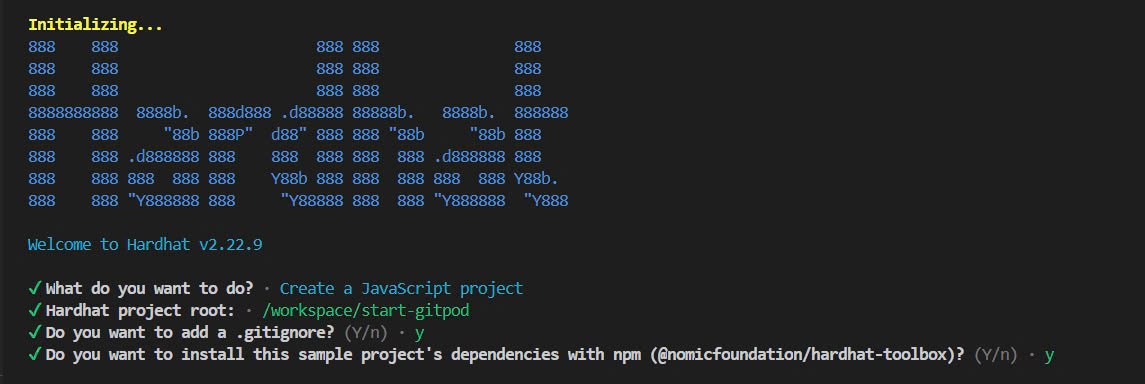 Initializing...
888    888                      888 888               888
888    888                      888 888               888
888    888                      888 888               888
8888888888  8888b.  888d888 .d88888 88888b.   8888b.  888888
888    888     "88b 888P"  d88" 888 888 "88b     "88b 888
888    888 .d888888 888    888  888 888  888 .d888888 888
888    888 888  888 888    Y88b 888 888  888 888  888 Y88b.
888    888 "Y888888 888     "Y88888 888  888 "Y888888  "Y888
Welcome to Hardhat v2.22.9
✓ What do you want to do? · Create a JavaScript project
✓ Hardhat project root: · /workspace/start-gitpod
✓ Do you want to add a .gitignore? (Y/n) · y
✓ Do you want to install this sample project's dependencies with npm (@nomicfoundation/hardhat-toolbox)? (Y/n) · y